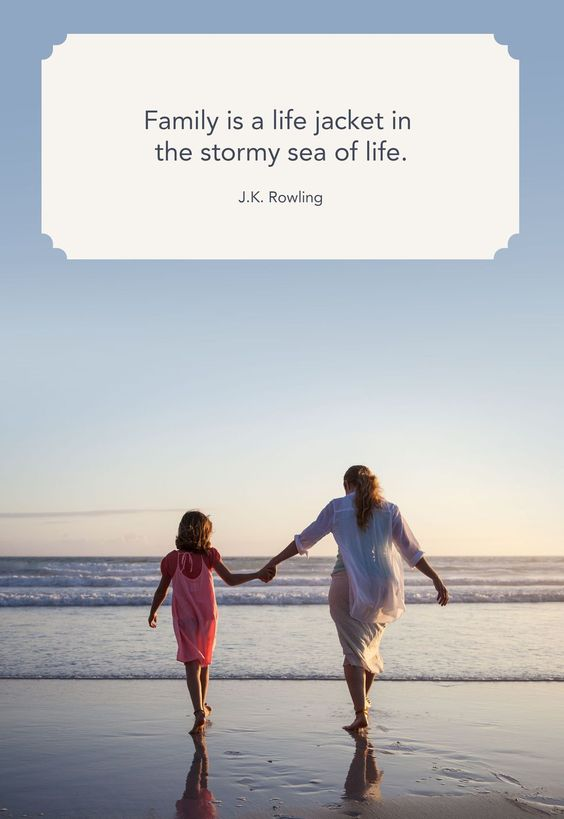 Family is a life jacket in
the stormy sea of life.
J.K. Rowling